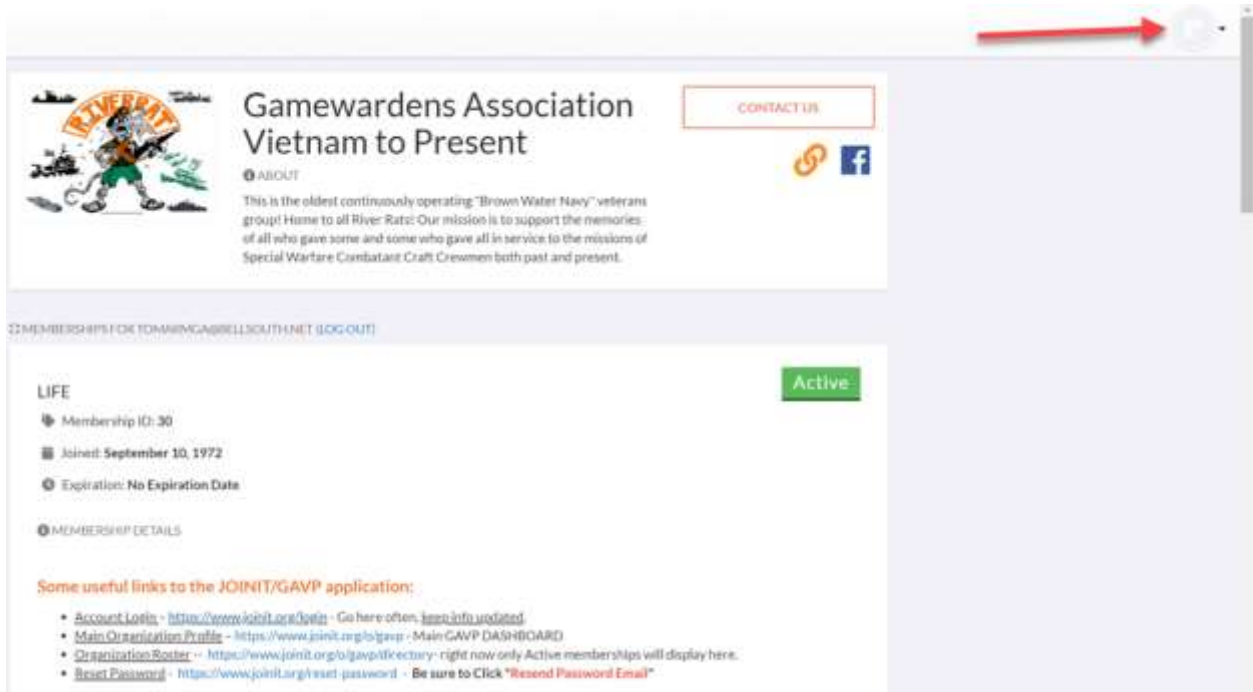 RIVERRAT
Gamewardens Association
Vietnam to Present
CONTACT US
ABOUT
This is the oldest continuously operating "Brown Water Navy" veterans
group! Home to all River Rats! Our mission is to support the memories
of all who gave some and some who gave all in service to the missions of
Special Warfare Combatant Craft Crewmen both past and present.
MEMBERSHIPS FOR (LOG OUT)
Active
LIFE
Membership ID: 30
Joined: September 10, 1972
Expiration: No Expiration Date
MEMBERSHIP DETAILS
Some useful links to the JOINIT/GAVP application:
• Account Login - https://www.joinit.org/login - Go here often, keep info updated.
• Main Organization Profile - https://www.joinit.org/o/gavp - Main GAVP DASHBOARD
• Organization Roster -- https://www.joinit.org/o/gavp/directory- right now only Active memberships will display here.
• Reset Password - https://www.joinit.org/reset-password - Be sure to Click "Resend Password Email"